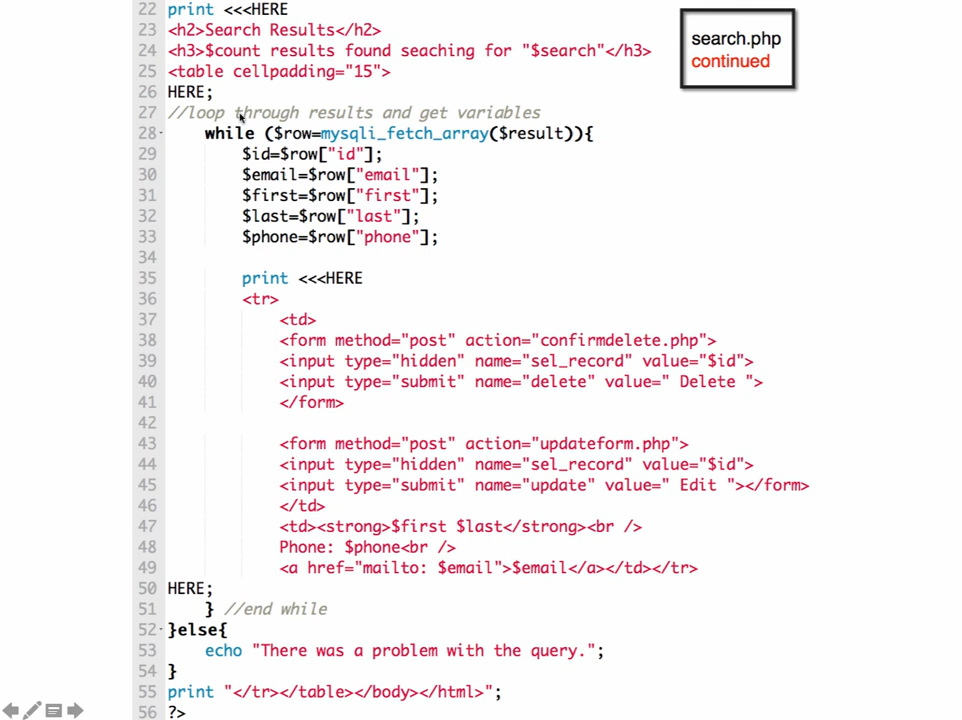 22 print <<<HERE
23 <h2>Search Results</h2>
24 <h3>$count results found seaching for "$search"</h3>
25 <table cellpadding="15">
26 HERE;
27 //loop through results and get variables
28 while ($row=mysqli_fetch_array($result)){
29 $id=$row["id"];
30 $email=$row["email"];
31 $first=$row["first"];
32 $last=$row["last"];
33 $phone=$row["phone"];
34
35 print <<<HERE
36 <tr>
37 <td>
38 <form method="post" action="confirmdelete.php">
39 <input type="hidden" name="sel_record" value="$id">
40 <input type="submit" name="delete" value=" Delete ">
41 </form>
42
43 <form method="post" action="updateform.php">
44 <input type="hidden" name="sel_record" value="$id">
45 <input type="submit" name="update" value=" Edit "></form>
46 </td>
47 <td><strong>$first $last</strong><br />
48 Phone: $phone<br />
49 <a href="mailto: $email">$email</a></td></tr>
50 HERE;
51 } //end while
52 }else{
53 echo "There was a problem with the query.";
54 }
55 print "</tr></table></body></html>";
56 ?>
search.php
continued